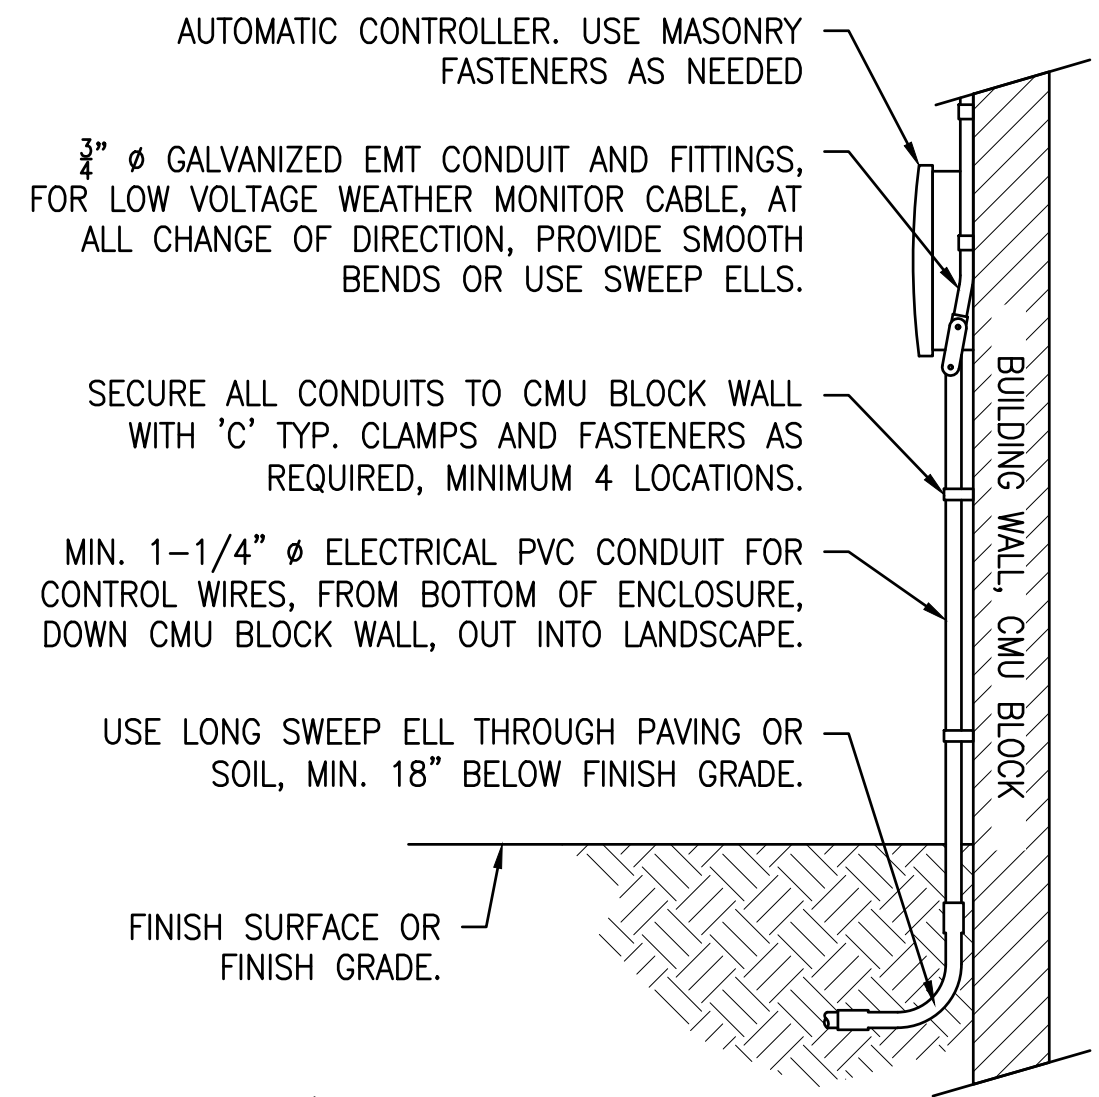 AUTOMATIC CONTROLLER. USE MASONRY
FASTENERS AS NEEDED
3/4" Ø GALVANIZED EMT CONDUIT AND FITTINGS,
FOR LOW VOLTAGE WEATHER MONITOR CABLE, AT
ALL CHANGE OF DIRECTION, PROVIDE SMOOTH
BENDS OR USE SWEEP ELLS.
SECURE ALL CONDUITS TO CMU BLOCK WALL
WITH 'C' TYP. CLAMPS AND FASTENERS AS
REQUIRED, MINIMUM 4 LOCATIONS.
MIN. 1-1/4" Ø ELECTRICAL PVC CONDUIT FOR
CONTROL WIRES, FROM BOTTOM OF ENCLOSURE,
DOWN CMU BLOCK WALL, OUT INTO LANDSCAPE.
USE LONG SWEEP ELL THROUGH PAVING OR
SOIL, MIN. 18" BELOW FINISH GRADE.
FINISH SURFACE OR
FINISH GRADE.
BUILDING WALL, CMU BLOCK